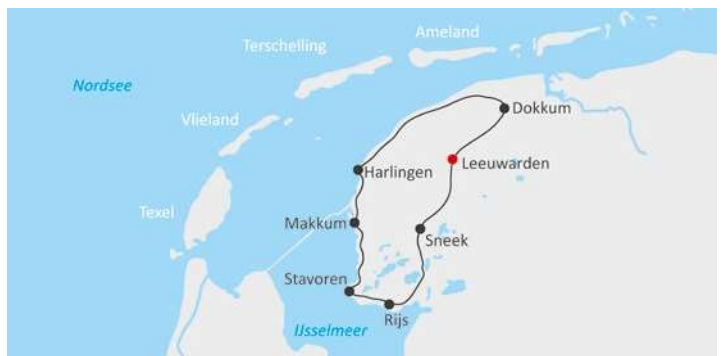 Ameland
Terschelling
Nordsee
Dokkum
Vlieland
Leeuwarden
Harlingen
Texel
Makkum
Sneek
Stavoren
Rijs
IJsselmeer